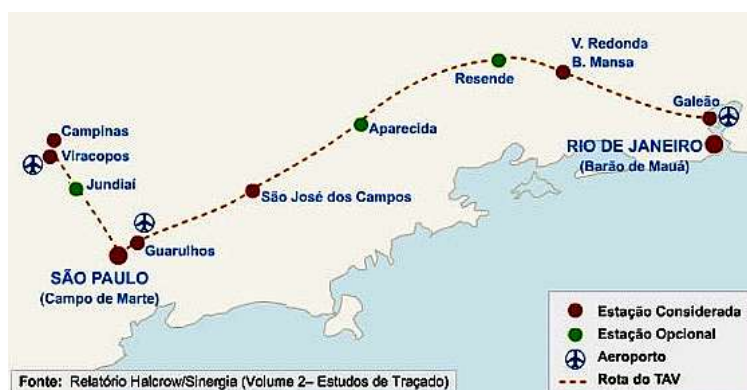 V. Redonda
B. Mansa
Resende
Galeão
Campinas
Viracopos
Aparecida
RIO DE JANEIRO
(Barão de Mauá)
Jundiaí
São José dos Campos
Guarulhos
SÃO PAULO
(Campo de Marte)
Estação Considerada
Estação Opcional
Aeroporto
Rota do TAV
Fonte: Relatório Halcrow/Sinergia (Volume 2– Estudos de Traçado)